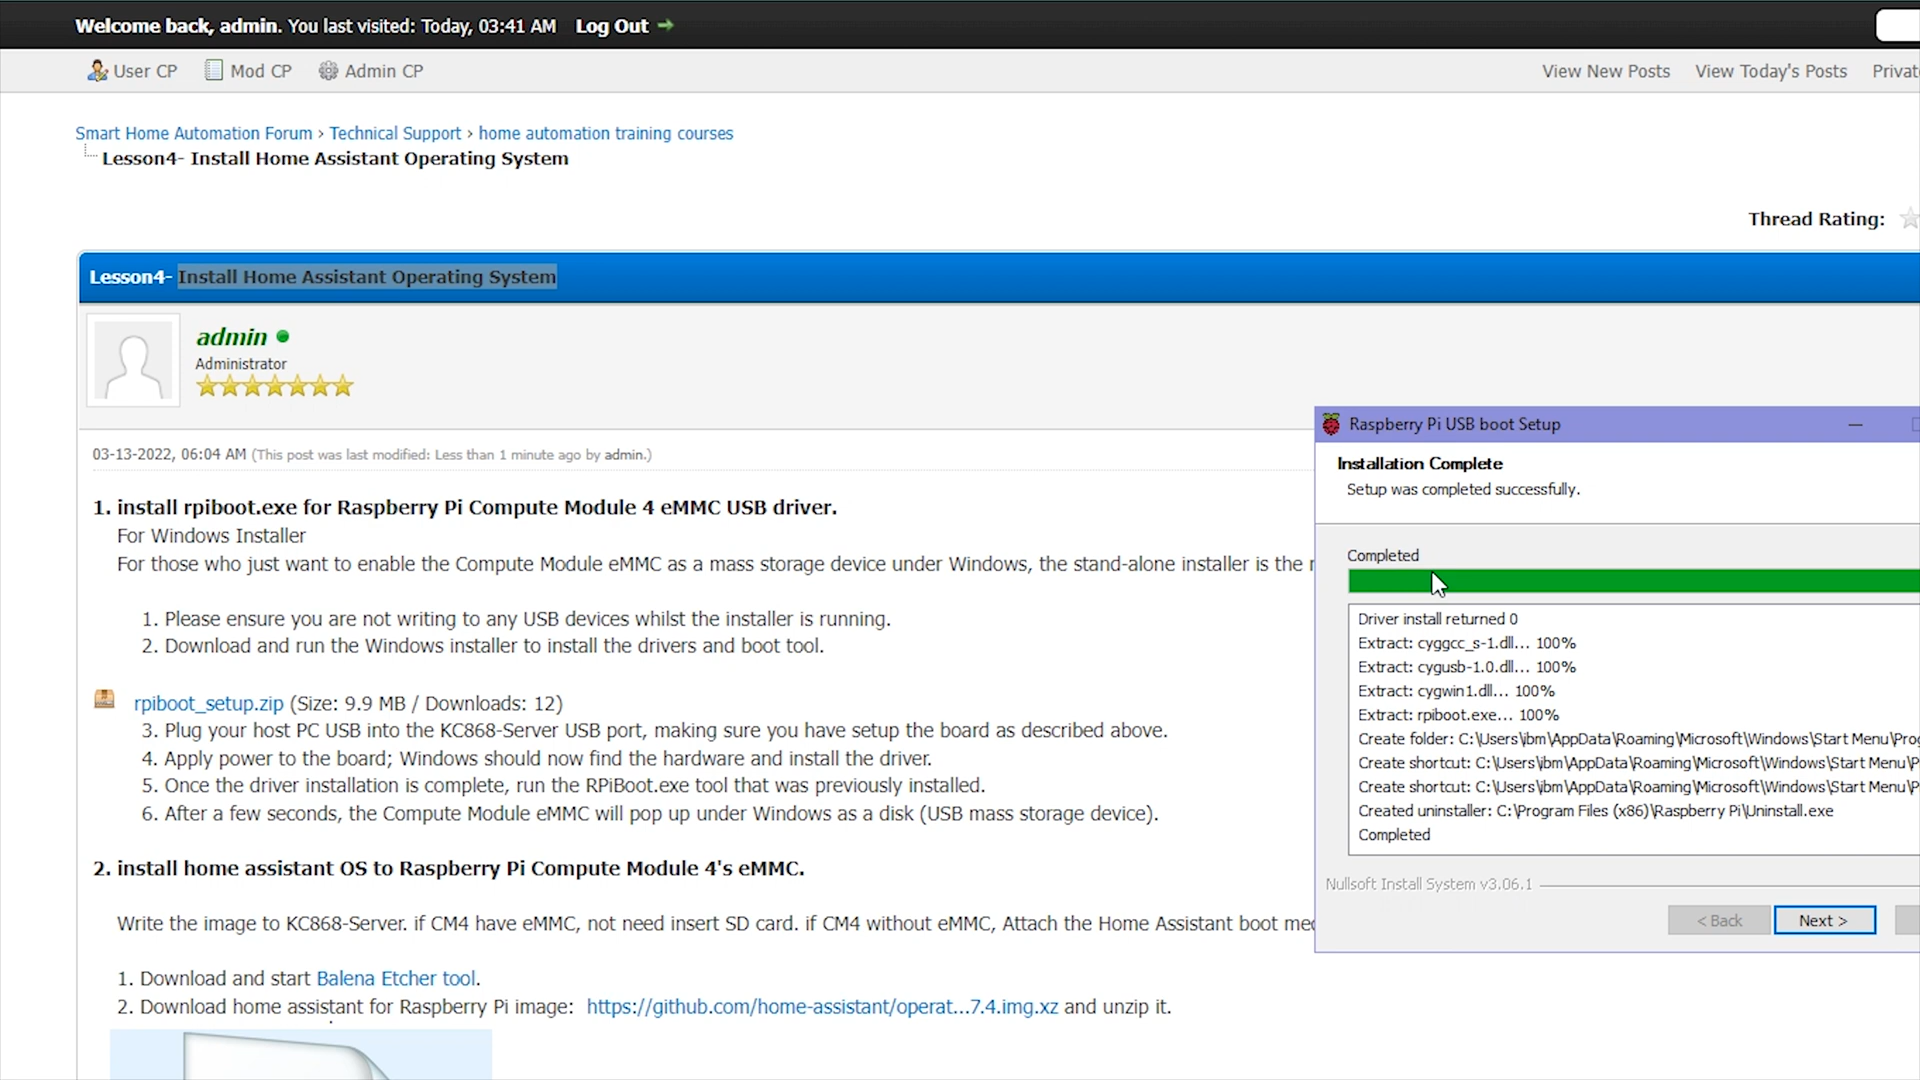 Welcome back, admin. You last visited: Today, 03:41 AM Log Out
User CP Mod CP Admin CP View New Posts View Today's Posts
Smart Home Automation Forum › Technical Support › home automation training courses
Lesson4- Install Home Assistant Operating System
Thread Rating:
Lesson4- Install Home Assistant Operating System
admin
Administrator
03-13-2022, 06:04 AM (This post was last modified: Less than 1 minute ago by admin.)
1. install rpiboot.exe for Raspberry Pi Compute Module 4 eMMC USB driver.
For Windows Installer
For those who just want to enable the Compute Module eMMC as a mass storage device under Windows, the stand-alone installer is the
1. Please ensure you are not writing to any USB devices whilst the installer is running.
2. Download and run the Windows installer to install the drivers and boot tool.
rpiboot_setup.zip (Size: 9.9 MB / Downloads: 12)
3. Plug your host PC USB into the KC868-Server USB port, making sure you have setup the board as described above.
4. Apply power to the board; Windows should now find the hardware and install the driver.
5. Once the driver installation is complete, run the RPiBoot.exe tool that was previously installed.
6. After a few seconds, the Compute Module eMMC will pop up under Windows as a disk (USB mass storage device).
2. install home assistant OS to Raspberry Pi Compute Module 4's eMMC.
Write the image to KC868-Server. if CM4 have eMMC, not need insert SD card. if CM4 without eMMC, Attach the Home Assistant boot
1. Download and start Balena Etcher tool.
2. Download home assistant for Raspberry Pi image: https://github.com/home-assistant/operat...7.4.img.xz and unzip it.
Raspberry Pi USB boot Setup
Installation Complete
Setup was completed successfully.
Completed
Driver install returned 0
Extract: cyggcc_s-1.dll... 100%
Extract: cygusb-1.0.dll... 100%
Extract: cygwin1.dll... 100%
Extract: rpiboot.exe... 100%
Create folder: C:\Users\ibm\AppData\Roaming\Microsoft\Windows\Start Menu\
Create shortcut: C:\Users\ibm\AppData\Roaming\Microsoft\Windows\Start Menu\
Create shortcut: C:\Users\ibm\AppData\Roaming\Microsoft\Windows\Start Menu\
Created uninstaller: C:\Program Files (x86)\Raspberry Pi\Uninstall.exe
Completed
Nullsoft Install System v3.06.1
< Back Next >